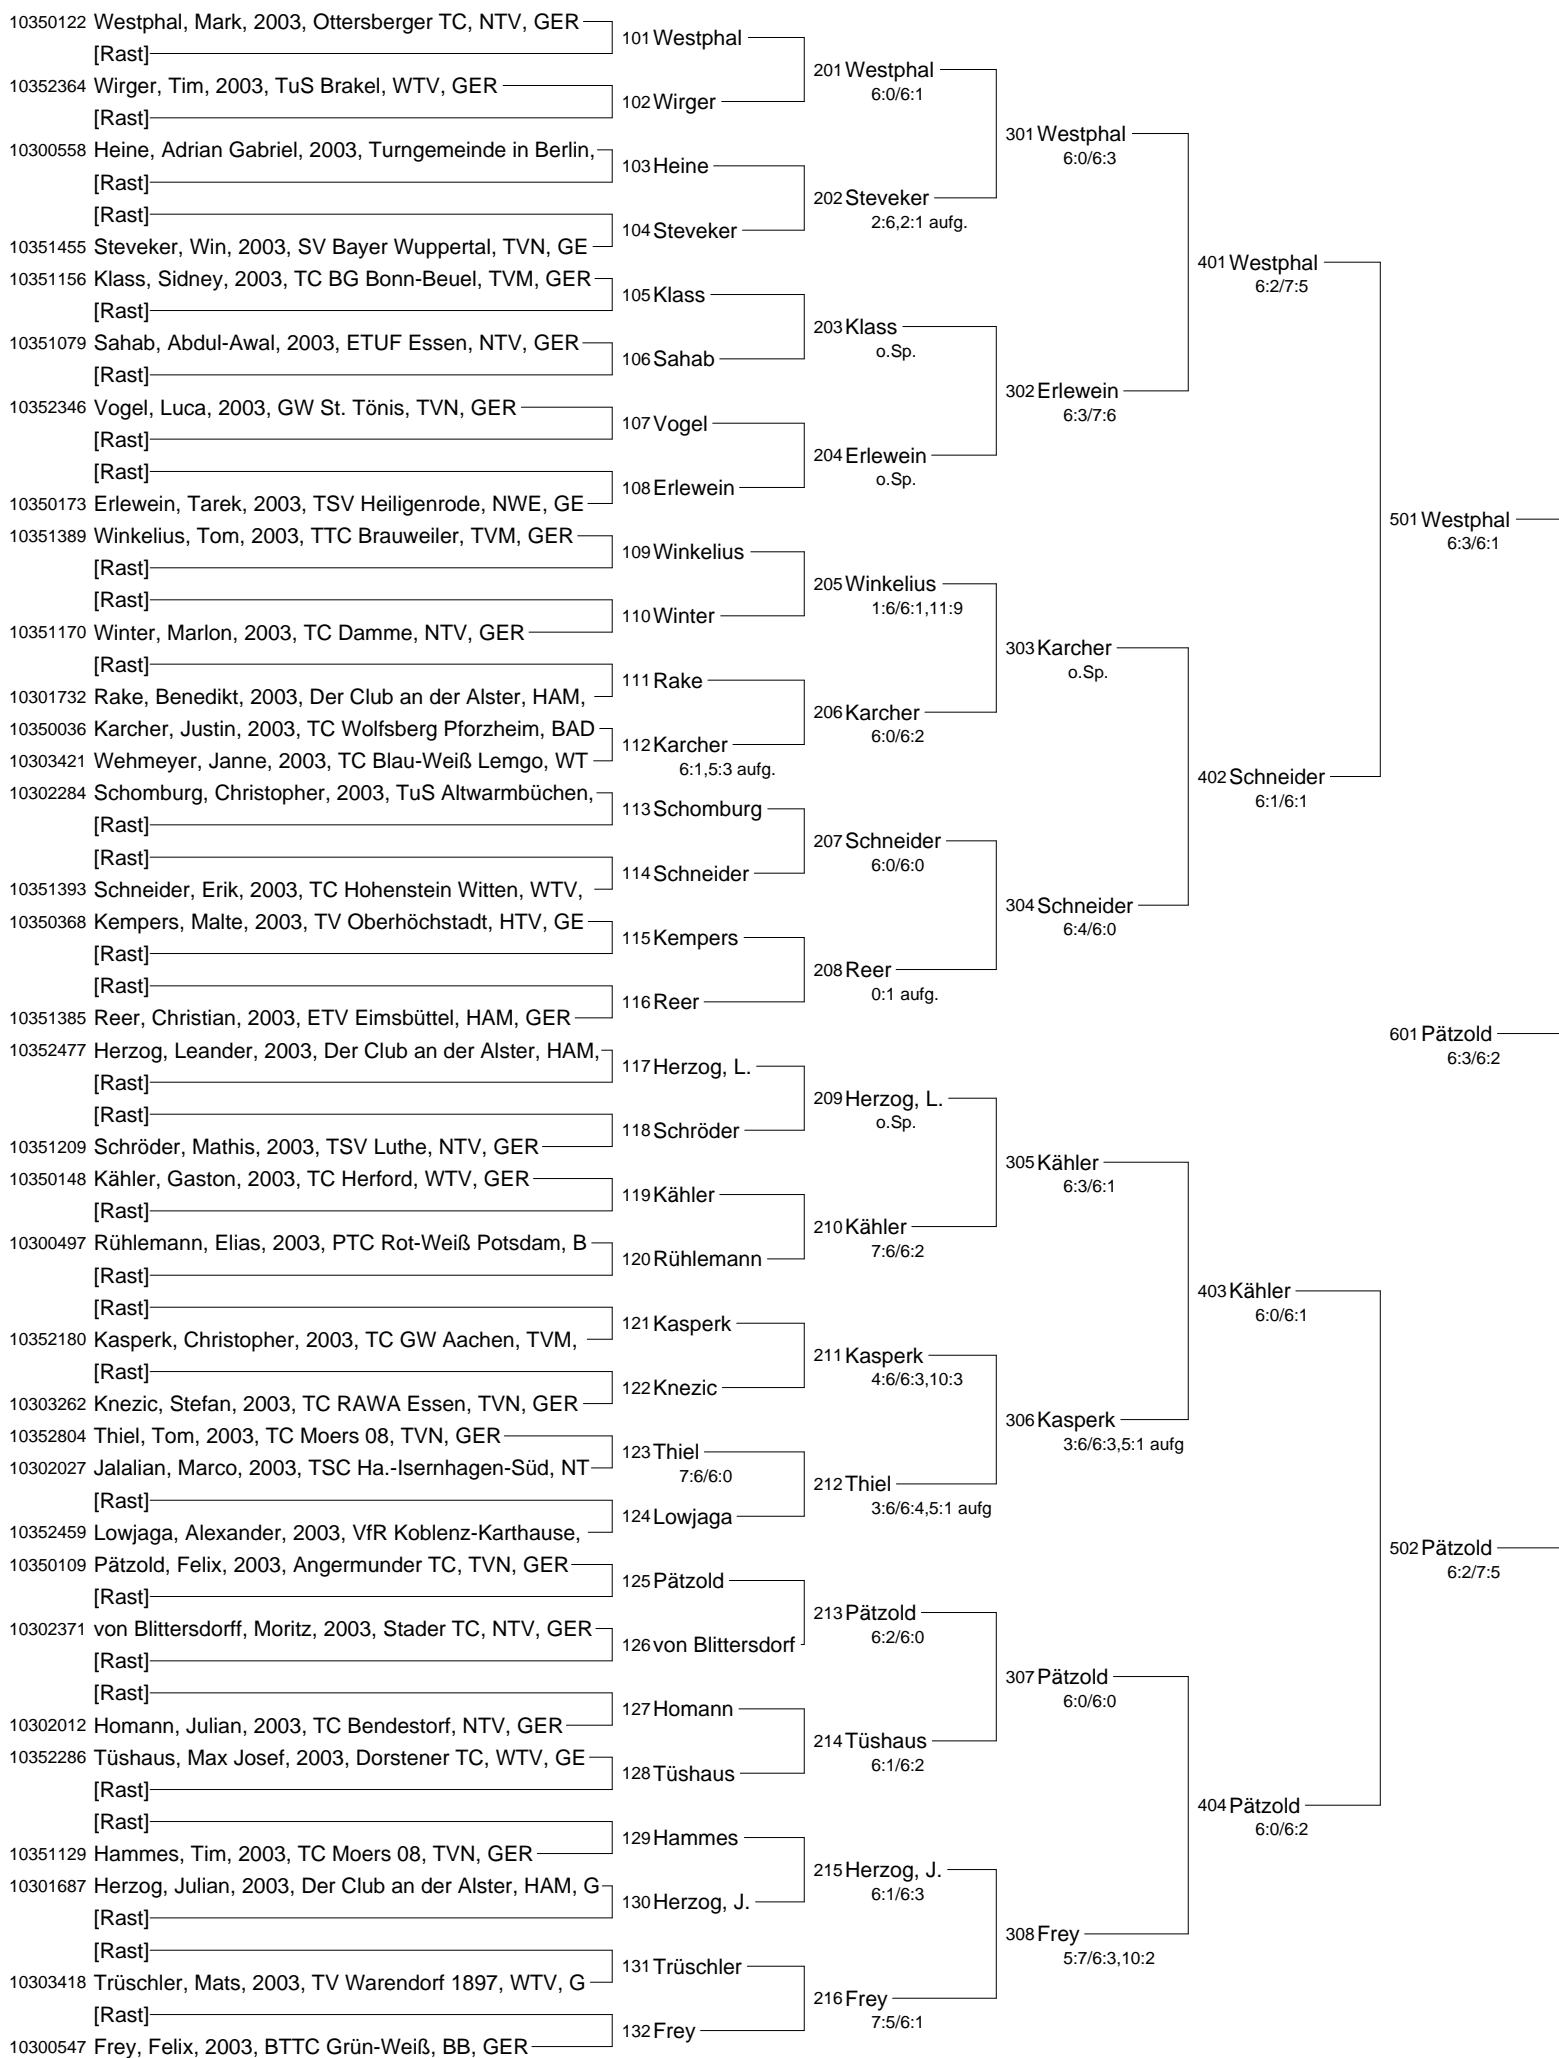 10350122 Westphal, Mark, 2003, Ottersberger TC, NTV, GER
[Rast]
10352364 Wirger, Tim, 2003, TuS Brakel, WTV, GER
[Rast]
10300558 Heine, Adrian Gabriel, 2003, Turngemeinde in Berlin,
[Rast]
[Rast]
10351455 Steveker, Win, 2003, SV Bayer Wuppertal, TVN, GE
10351156 Klass, Sidney, 2003, TC BG Bonn-Beuel, TVM, GER
[Rast]
10351079 Sahab, Abdul-Awal, 2003, ETUF Essen, NTV, GER
[Rast]
10352346 Vogel, Luca, 2003, GW St. Tönis, TVN, GER
[Rast]
[Rast]
10350173 Erlewein, Tarek, 2003, TSV Heiligenrode, NWE, GE
10351389 Winkelius, Tom, 2003, TTC Brauweiler, TVM, GER
[Rast]
[Rast]
10351170 Winter, Marlon, 2003, TC Damme, NTV, GER
[Rast]
10301732 Rake, Benedikt, 2003, Der Club an der Alster, HAM,
10350036 Karcher, Justin, 2003, TC Wolfsberg Pforzheim, BAD
10303421 Wehmeyer, Janne, 2003, TC Blau-Weiß Lemgo, WT
10302284 Schomburg, Christopher, 2003, TuS Altwarmbüchen,
[Rast]
[Rast]
10351393 Schneider, Erik, 2003, TC Hohenstein Witten, WTV,
10350368 Kempers, Malte, 2003, TV Oberhöchstadt, HTV, GE
[Rast]
[Rast]
10351385 Reer, Christian, 2003, ETV Eimsbüttel, HAM, GER
10352477 Herzog, Leander, 2003, Der Club an der Alster, HAM,
[Rast]
[Rast]
10351209 Schröder, Mathis, 2003, TSV Luthe, NTV, GER
10350148 Kähler, Gaston, 2003, TC Herford, WTV, GER
[Rast]
10300497 Rühlemann, Elias, 2003, PTC Rot-Weiß Potsdam, B
[Rast]
[Rast]
10352180 Kasperk, Christopher, 2003, TC GW Aachen, TVM,
[Rast]
10303262 Knezic, Stefan, 2003, TC RAWA Essen, TVN, GER
10352804 Thiel, Tom, 2003, TC Moers 08, TVN, GER
10302027 Jalalian, Marco, 2003, TSC Ha.-Isernhagen-Süd, NT
[Rast]
10352459 Lowjaga, Alexander, 2003, VfR Koblenz-Karthause,
10350109 Pätzold, Felix, 2003, Angermunder TC, TVN, GER
[Rast]
10302371 von Blittersdorff, Moritz, 2003, Stader TC, NTV, GER
[Rast]
[Rast]
10302012 Homann, Julian, 2003, TC Bendestorf, NTV, GER
10352286 Tüshaus, Max Josef, 2003, Dorstener TC, WTV, GE
[Rast]
[Rast]
10351129 Hammes, Tim, 2003, TC Moers 08, TVN, GER
10301687 Herzog, Julian, 2003, Der Club an der Alster, HAM, G
[Rast]
[Rast]
10303418 Trüschler, Mats, 2003, TV Warendorf 1897, WTV, G
[Rast]
10300547 Frey, Felix, 2003, BTTC Grün-Weiß, BB, GER
101 Westphal
102 Wirger
103 Heine
104 Steveker
105 Klass
106 Sahab
107 Vogel
108 Erlewein
109 Winkelius
110 Winter
111 Rake
112 Karcher
6:1,5:3 aufg.
113 Schomburg
114 Schneider
115 Kempers
116 Reer
117 Herzog, L.
118 Schröder
119 Kähler
120 Rühlemann
121 Kasperk
122 Knezic
123 Thiel
7:6/6:0
124 Lowjaga
125 Pätzold
126 von Blittersdorf
127 Homann
128 Tüshaus
129 Hammes
130 Herzog, J.
131 Trüschler
132 Frey
201 Westphal
6:0/6:1
202 Steveker
2:6,2:1 aufg.
203 Klass
o.Sp.
204 Erlewein
o.Sp.
205 Winkelius
1:6/6:1,11:9
206 Karcher
6:0/6:2
207 Schneider
6:0/6:0
208 Reer
0:1 aufg.
209 Herzog, L.
o.Sp.
210 Kähler
7:6/6:2
211 Kasperk
4:6/6:3,10:3
212 Thiel
3:6/6:4,5:1 aufg
213 Pätzold
6:2/6:0
214 Tüshaus
6:1/6:2
215 Herzog, J.
6:1/6:3
216 Frey
7:5/6:1
301 Westphal
6:0/6:3
302 Erlewein
6:3/7:6
303 Karcher
o.Sp.
304 Schneider
6:4/6:0
305 Kähler
6:3/6:1
306 Kasperk
3:6/6:3,5:1 aufg
307 Pätzold
6:0/6:0
308 Frey
5:7/6:3,10:2
401 Westphal
6:2/7:5
402 Schneider
6:1/6:1
403 Kähler
6:0/6:1
404 Pätzold
6:0/6:2
501 Westphal
6:3/6:1
601 Pätzold
6:3/6:2
502 Pätzold
6:2/7:5